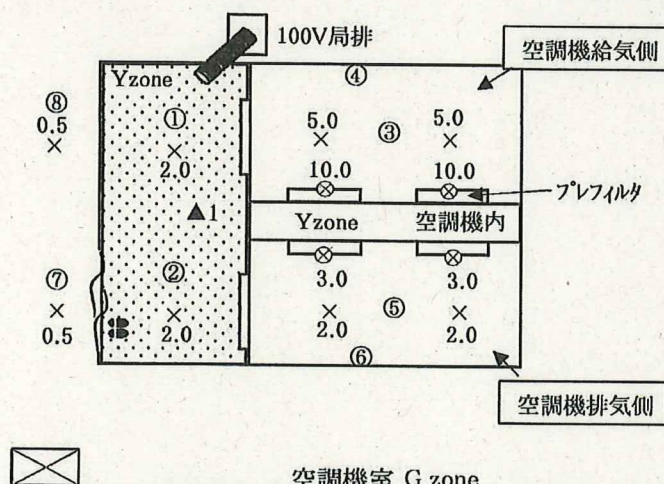 100V局排
空調機給気側
Yzone
④
⑧
0.5
①
2.0
5.0
③
5.0
10.0
10.0
プレフィルタ
▲1
Yzone
空調機内
⑦
0.5
②
2.0
3.0
3.0
⑤
2.0
2.0
⑥
空調機排気側
空調機室 G zone